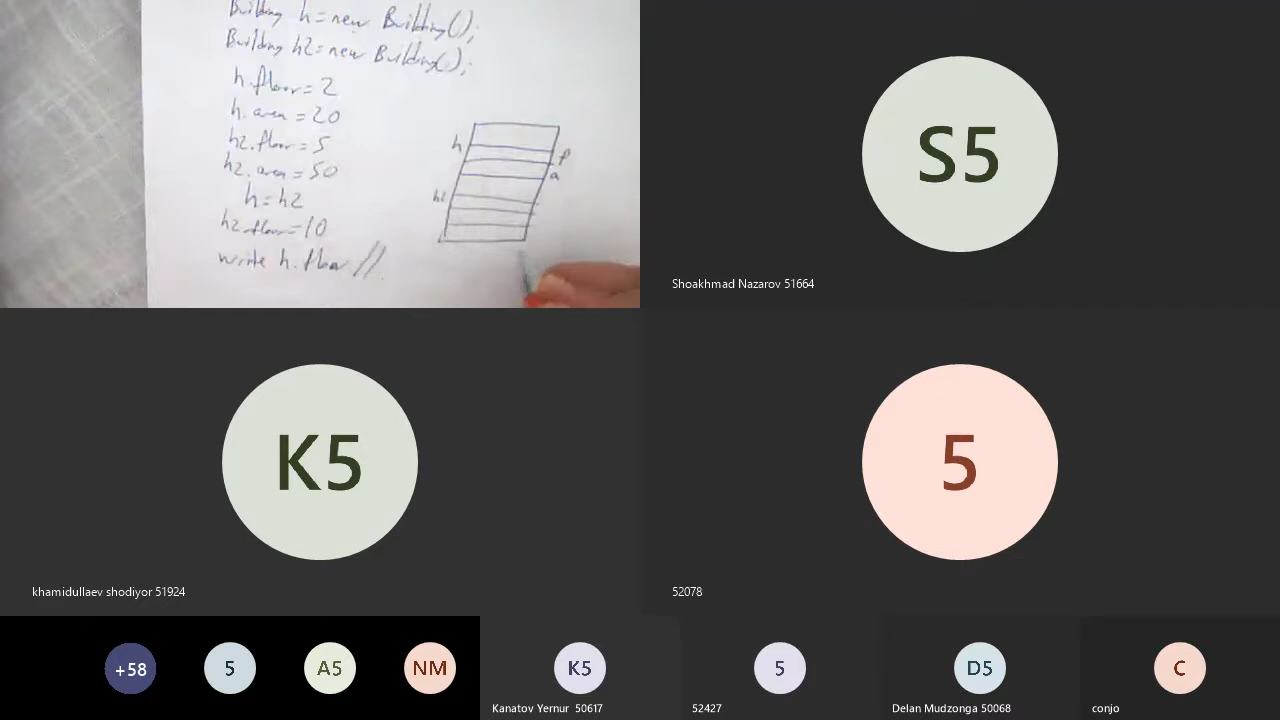 Building h = new Building();
Building h2 = new Building();
h.floor = 2
h.area = 20
h2.floor = 5
h2.area = 50
h = h2
h2.floor = 10
write h.floor //
h
f
a
h2
S5
Shoakhmad Nazarov 51664
K5
khamidullaev shodiyor 51924
5
52078
+58
5
A5
NM
K5
Kanatov Yernur 50617
5
52427
D5
Delan Mudzonga 50068
C
conjo